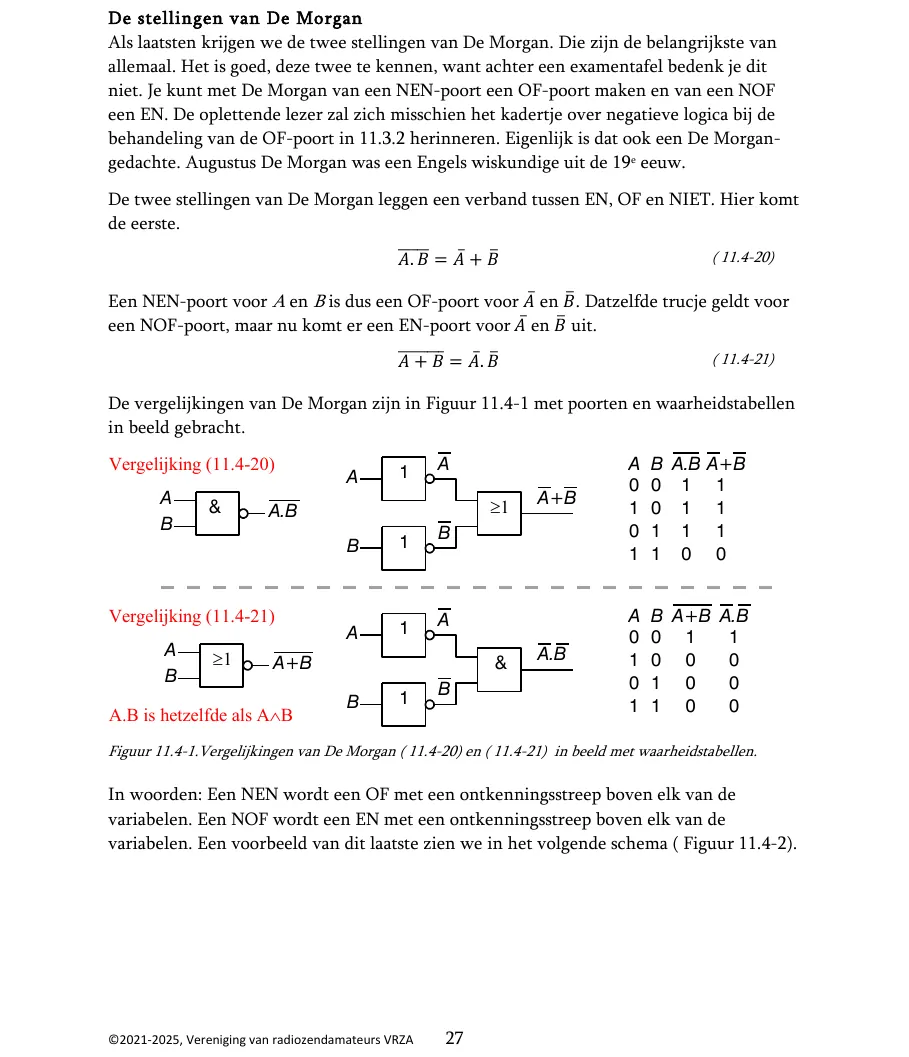 De stellingen van De Morgan
Als laatsten krijgen we de twee stellingen van De Morgan. Die zijn de belangrijkste van
allemaal. Het is goed, deze twee te kennen, want achter een examentafel bedenk je dit
niet. Je kunt met De Morgan van een NEN-poort een OF-poort maken en van een NOF
een EN. De oplettende lezer zal zich misschien het kadertje over negatieve logica bij de
behandeling van de OF-poort in 11.3.2 herinneren. Eigenlijk is dat ook een De Morgan-
gedachte. Augustus De Morgan was een Engels wiskundige uit de 19e eeuw.
De twee stellingen van De Morgan leggen een verband tussen EN, OF en NIET. Hier komt
de eerste.
A̅.̅B̅ = A̅ + B̅ ( 11.4-20)
Een NEN-poort voor A en B is dus een OF-poort voor A̅ en B̅. Datzelfde trucje geldt voor
een NOF-poort, maar nu komt er een EN-poort voor A̅ en B̅ uit.
A̅ ̅+̅ ̅B̅ = A̅. B̅ ( 11.4-21)
De vergelijkingen van De Morgan zijn in Figuur 11.4-1 met poorten en waarheidstabellen
in beeld gebracht.
Vergelijking (11.4-20)
A
B
&
A̅.̅B̅
A 1 A̅
B 1 B̅
≥1
A̅+B̅
A B A̅.̅B̅ A̅+B̅
0 0 1 1
1 0 1 1
0 1 1 1
1 1 0 0
Vergelijking (11.4-21)
A
B
≥1
A̅+̅B̅
A.B is hetzelfde als A∧B
A 1 A̅
B 1 B̅
&
A̅.B̅
A B A̅+̅B̅ A̅.B̅
0 0 1 1
1 0 0 0
0 1 0 0
1 1 0 0
Figuur 11.4-1.Vergelijkingen van De Morgan ( 11.4-20) en ( 11.4-21) in beeld met waarheidstabellen.
In woorden: Een NEN wordt een OF met een ontkenningsstreep boven elk van de
variabelen. Een NOF wordt een EN met een ontkenningsstreep boven elk van de
variabelen. Een voorbeeld van dit laatste zien we in het volgende schema ( Figuur 11.4-2).
©2021-2025, Vereniging van radiozendamateurs VRZA 27